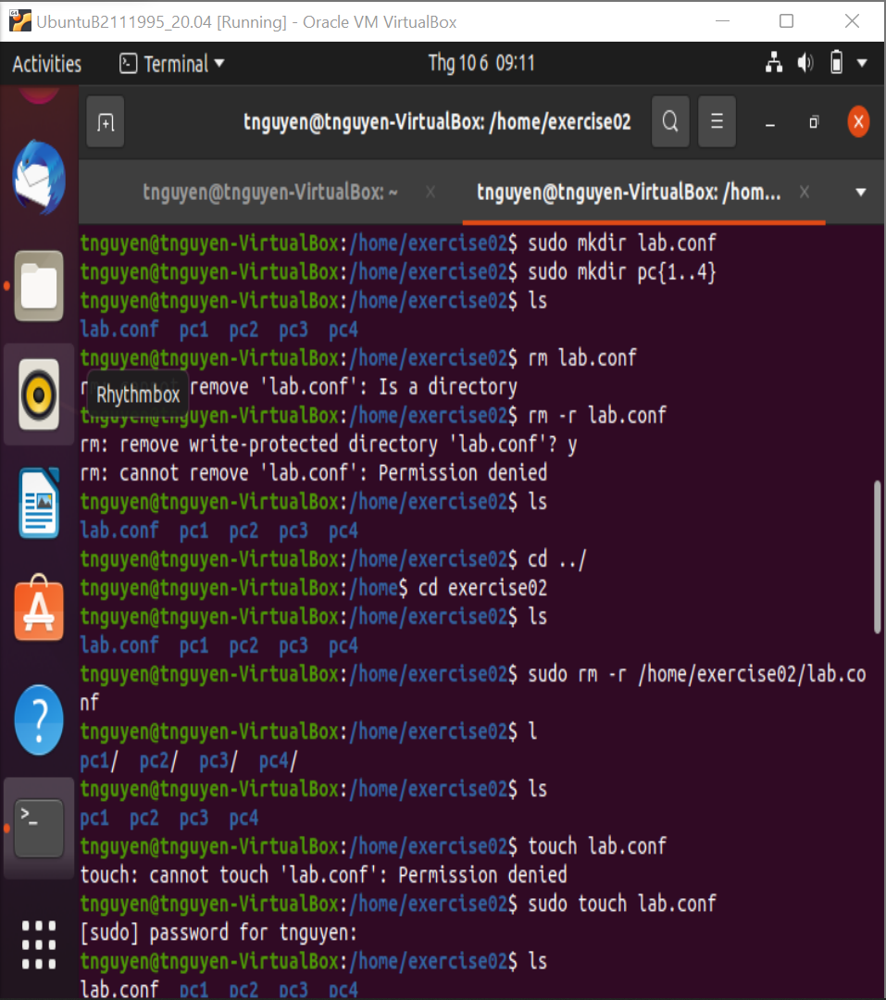 UbuntuB2111995_20.04 [Running] - Oracle VM VirtualBox
Activities Terminal Thg 10 6 09:11
tnguyen@tnguyen-VirtualBox: /home/exercise02
tnguyen@tnguyen-VirtualBox: ~ tnguyen@tnguyen-VirtualBox: /hom...
tnguyen@tnguyen-VirtualBox:/home/exercise02$ sudo mkdir lab.conf
tnguyen@tnguyen-VirtualBox:/home/exercise02$ sudo mkdir pc{1..4}
tnguyen@tnguyen-VirtualBox:/home/exercise02$ ls
lab.conf pc1 pc2 pc3 pc4
tnguyen@tnguyen-VirtualBox:/home/exercise02$ rm lab.conf
rm: cannot remove 'lab.conf': Is a directory
Rhythmbox
tnguyen@tnguyen-VirtualBox:/home/exercise02$ rm -r lab.conf
rm: remove write-protected directory 'lab.conf'? y
rm: cannot remove 'lab.conf': Permission denied
tnguyen@tnguyen-VirtualBox:/home/exercise02$ ls
lab.conf pc1 pc2 pc3 pc4
tnguyen@tnguyen-VirtualBox:/home/exercise02$ cd ../
tnguyen@tnguyen-VirtualBox:/home$ cd exercise02
tnguyen@tnguyen-VirtualBox:/home/exercise02$ ls
lab.conf pc1 pc2 pc3 pc4
tnguyen@tnguyen-VirtualBox:/home/exercise02$ sudo rm -r /home/exercise02/lab.co
nf
tnguyen@tnguyen-VirtualBox:/home/exercise02$ l
pc1/ pc2/ pc3/ pc4/
tnguyen@tnguyen-VirtualBox:/home/exercise02$ ls
pc1 pc2 pc3 pc4
tnguyen@tnguyen-VirtualBox:/home/exercise02$ touch lab.conf
touch: cannot touch 'lab.conf': Permission denied
tnguyen@tnguyen-VirtualBox:/home/exercise02$ sudo touch lab.conf
[sudo] password for tnguyen:
tnguyen@tnguyen-VirtualBox:/home/exercise02$ ls
lab.conf pc1 pc2 pc3 pc4